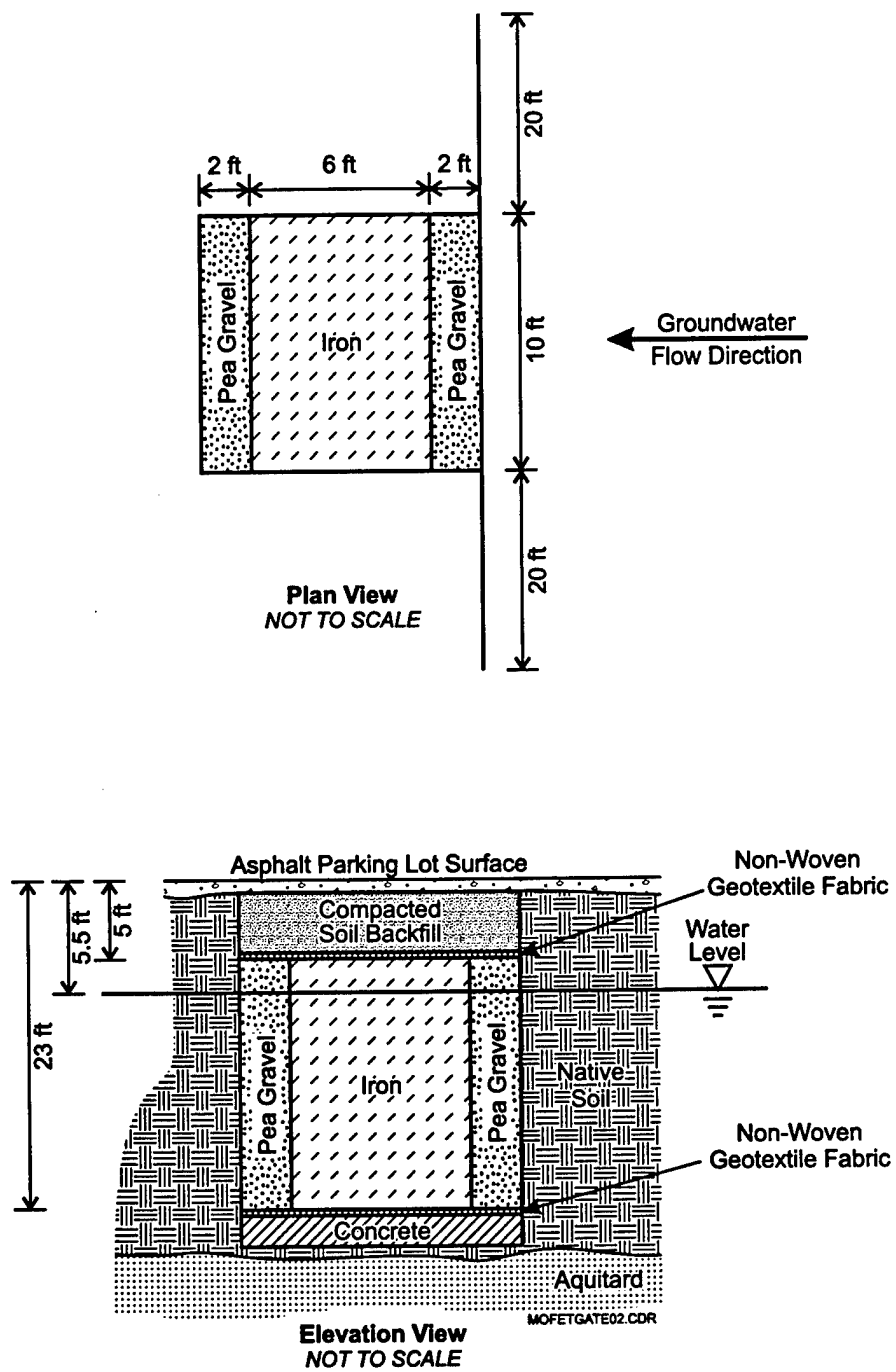 20 ft
2 ft
6 ft
2 ft
Pea Gravel
Iron
Pea Gravel
10 ft
Groundwater
Flow Direction
20 ft
Plan View
NOT TO SCALE
Asphalt Parking Lot Surface
Non-Woven
Geotextile Fabric
5 ft
5.5 ft
23 ft
Compacted
Soil Backfill
Water
Level
Pea Gravel
Iron
Pea Gravel
Native
Soil
Non-Woven
Geotextile Fabric
Concrete
Aquitard
MOFETGATE02.CDR
Elevation View
NOT TO SCALE